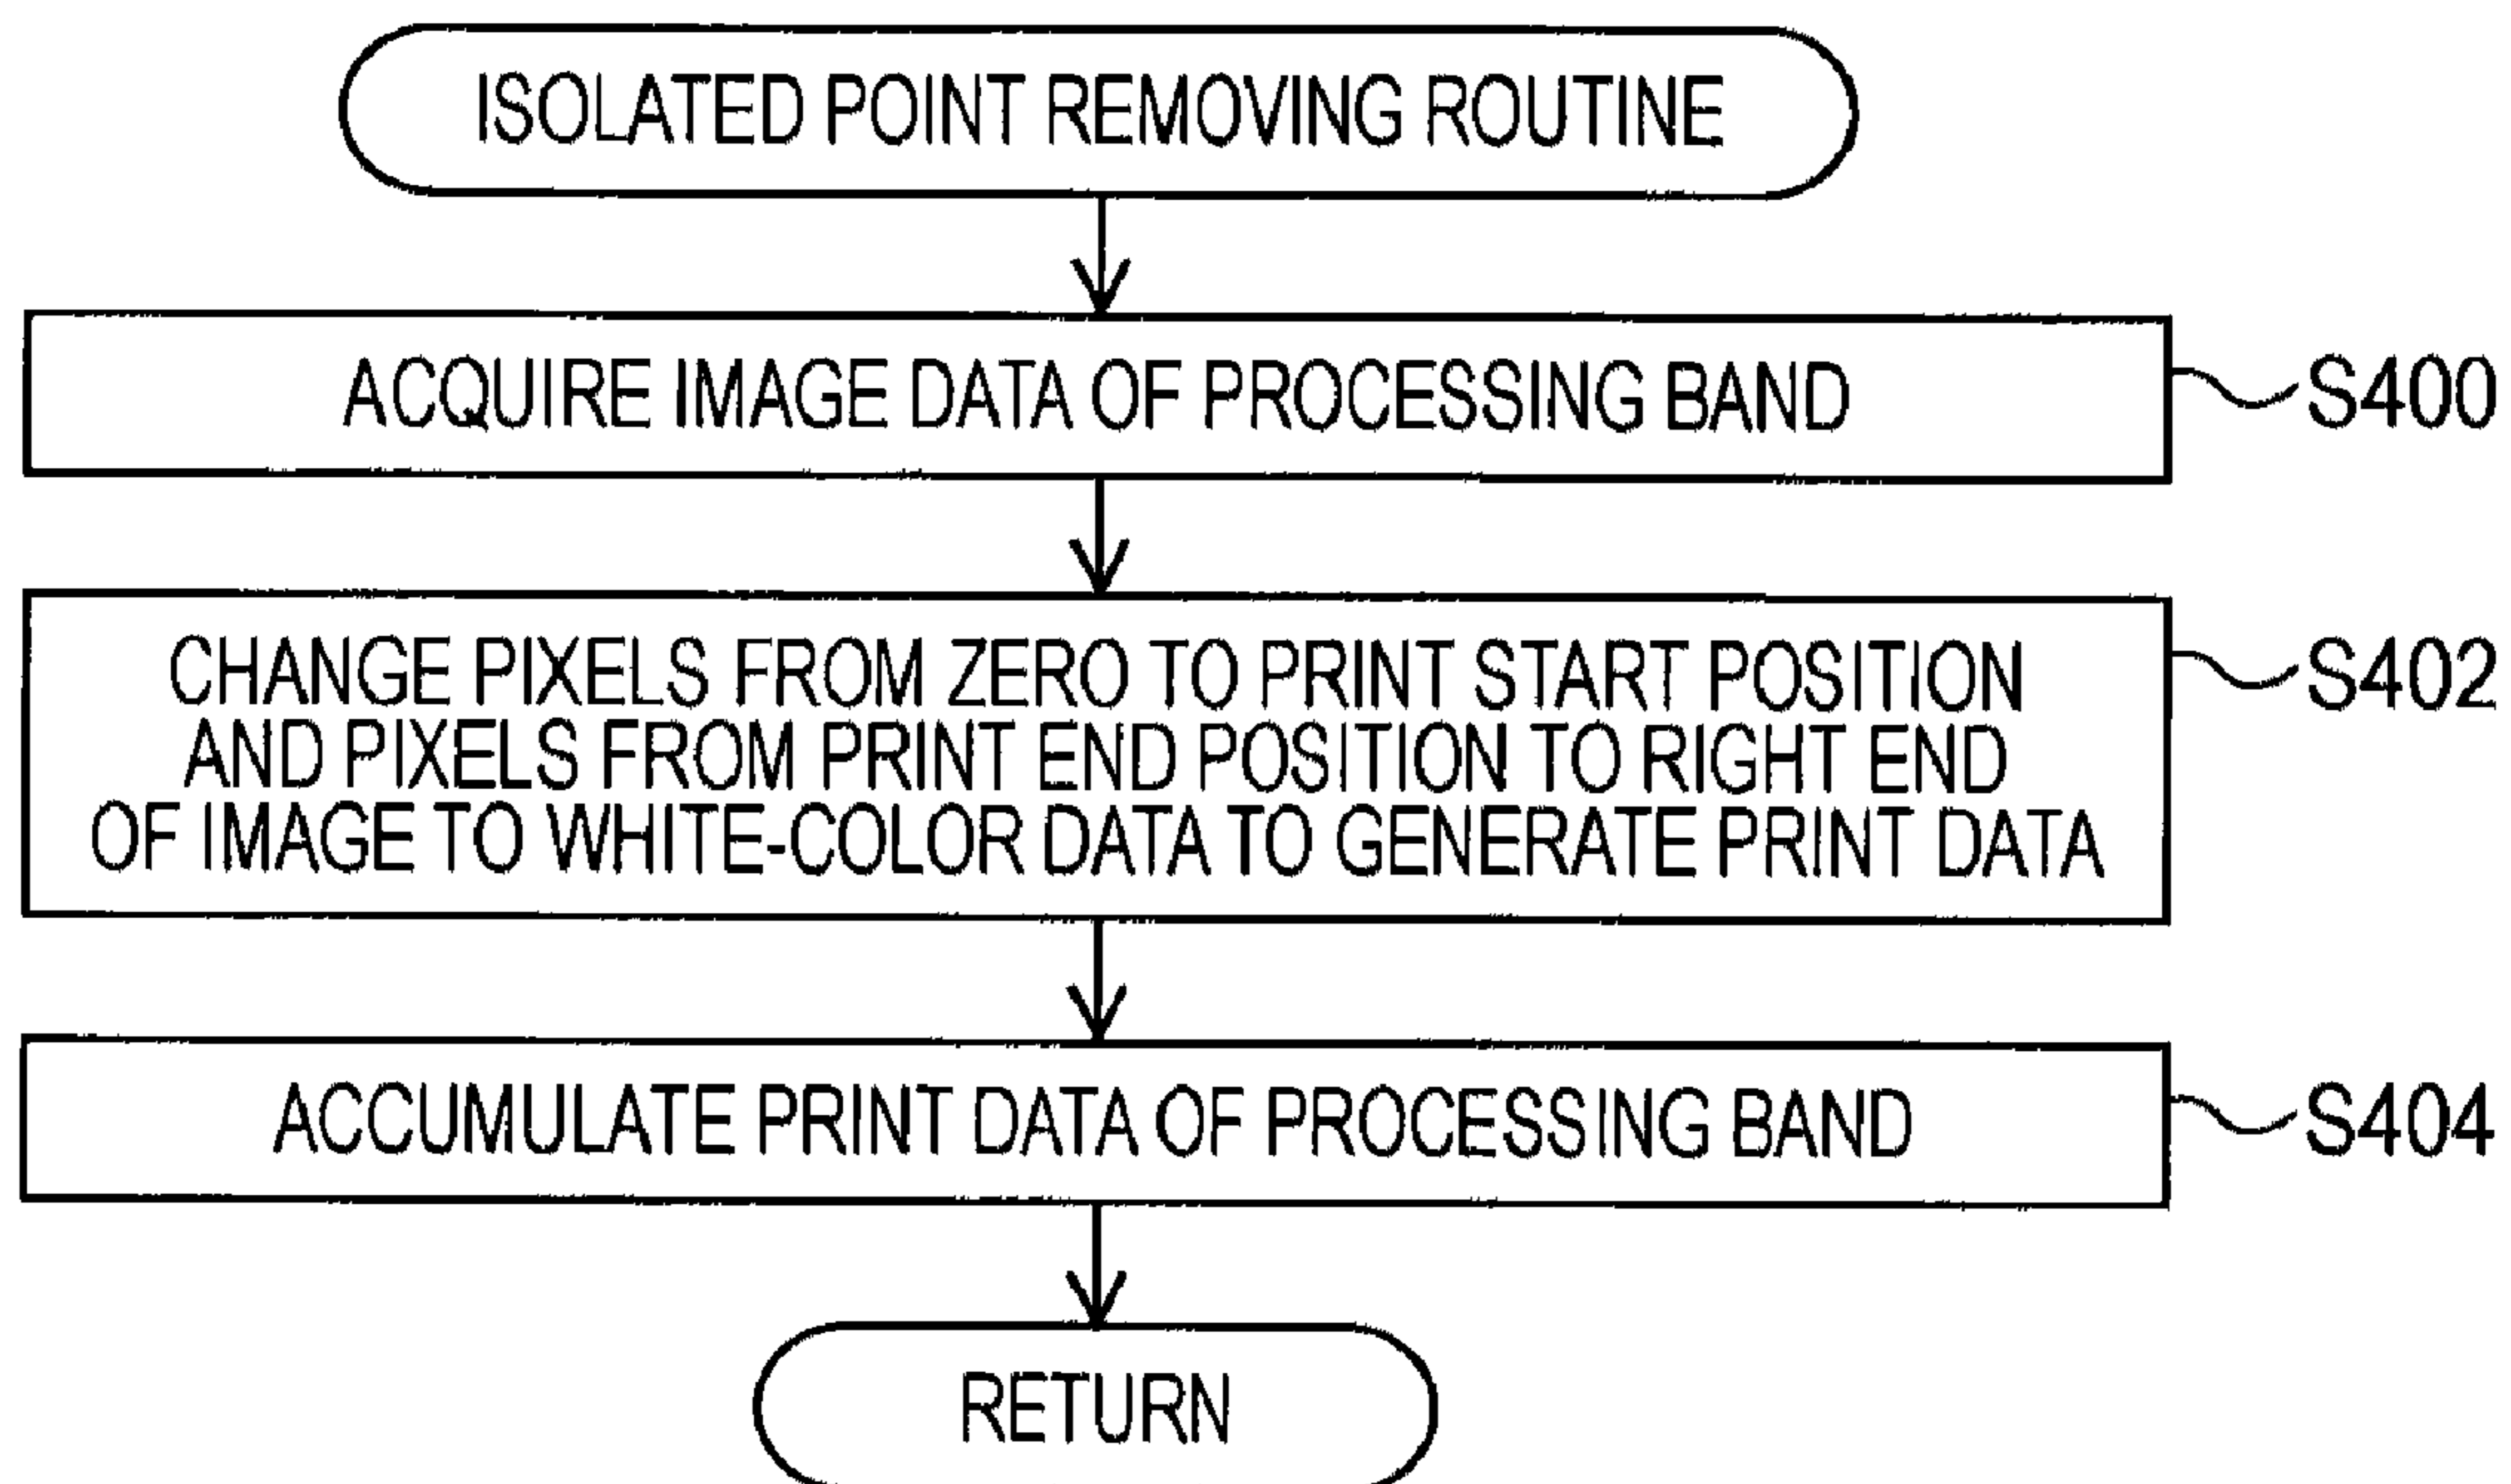 ISOLATED POINT REMOVING ROUTINE
ACQUIRE IMAGE DATA OF PROCESSING BAND
S400
CHANGE PIXELS FROM ZERO TO PRINT START POSITION
AND PIXELS FROM PRINT END POSITION TO RIGHT END
OF IMAGE TO WHITE-COLOR DATA TO GENERATE PRINT DATA
S402
ACCUMULATE PRINT DATA OF PROCESSING BAND
S404
RETURN